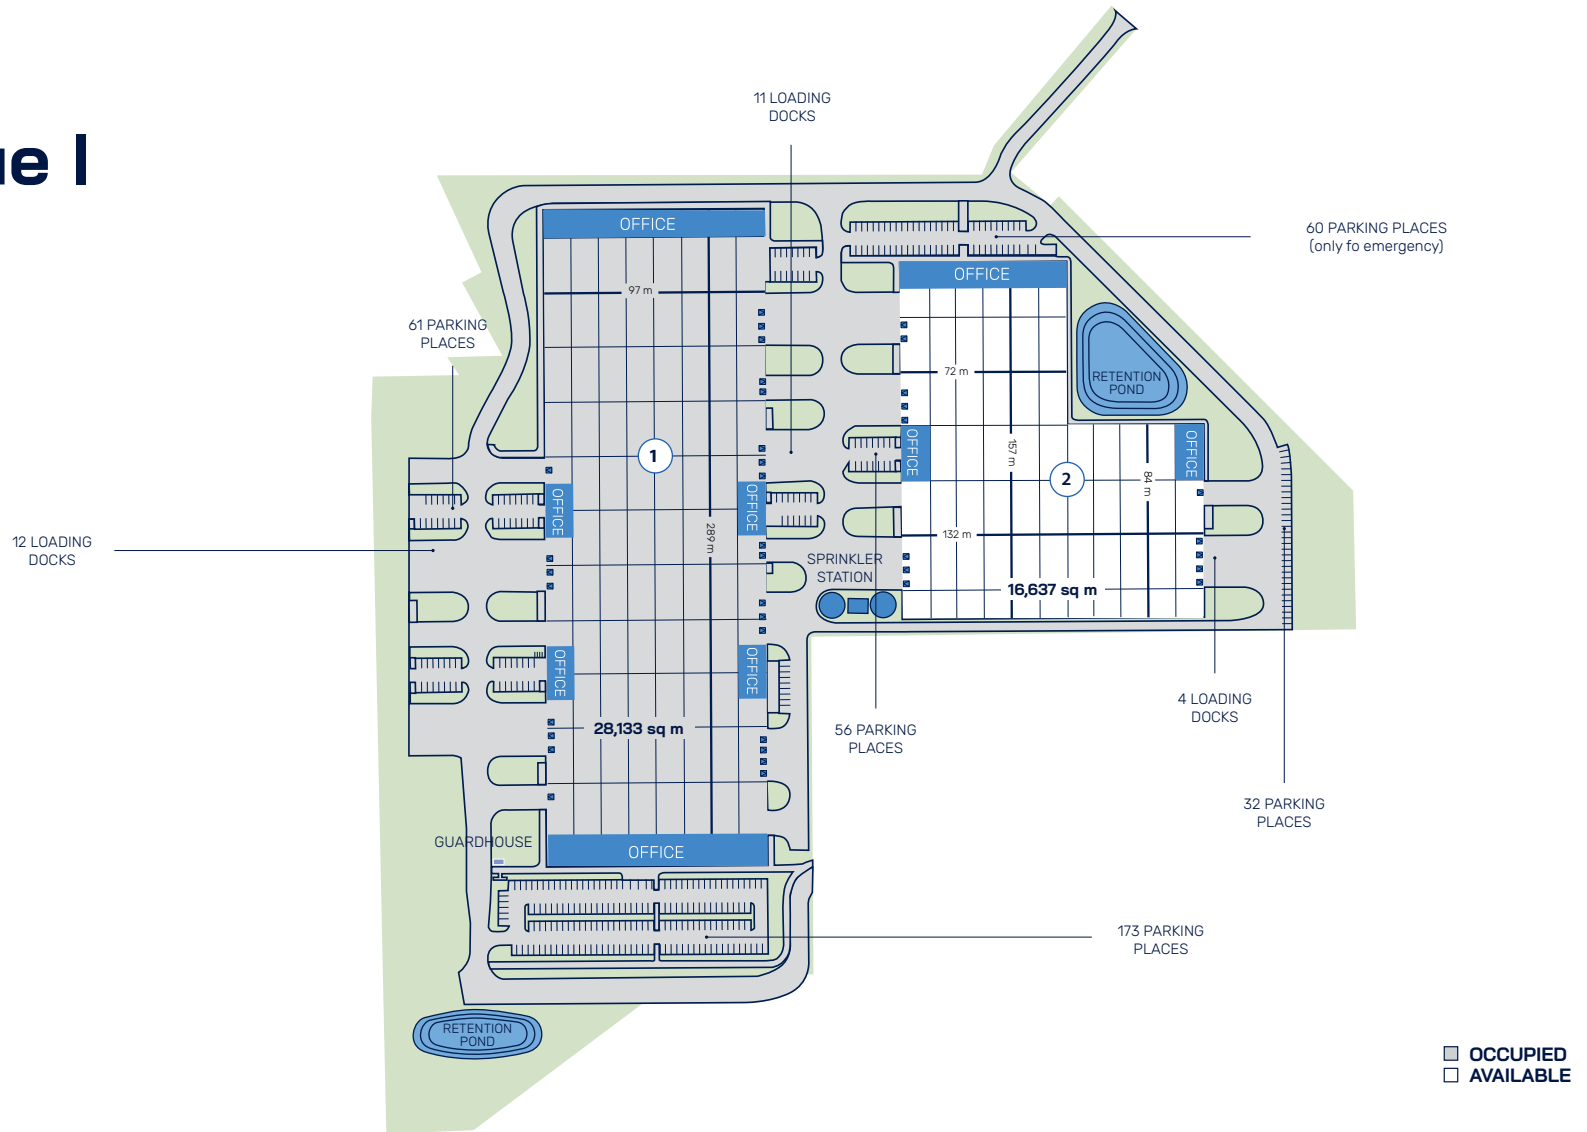 ue I
11 LOADING
DOCKS
60 PARKING PLACES
(only fo emergency)
OFFICE
OFFICE
97 m
61 PARKING
PLACES
72 m
RETENTION
POND
OFFICE
157 m
OFFICE
1
2
84 m
OFFICE
OFFICE
289 m
132 m
12 LOADING
DOCKS
SPRINKLER
STATION
16,637 sq m
OFFICE
OFFICE
4 LOADING
DOCKS
28,133 sq m
56 PARKING
PLACES
32 PARKING
PLACES
GUARDHOUSE
OFFICE
173 PARKING
PLACES
RETENTION
POND
OCCUPIED
AVAILABLE